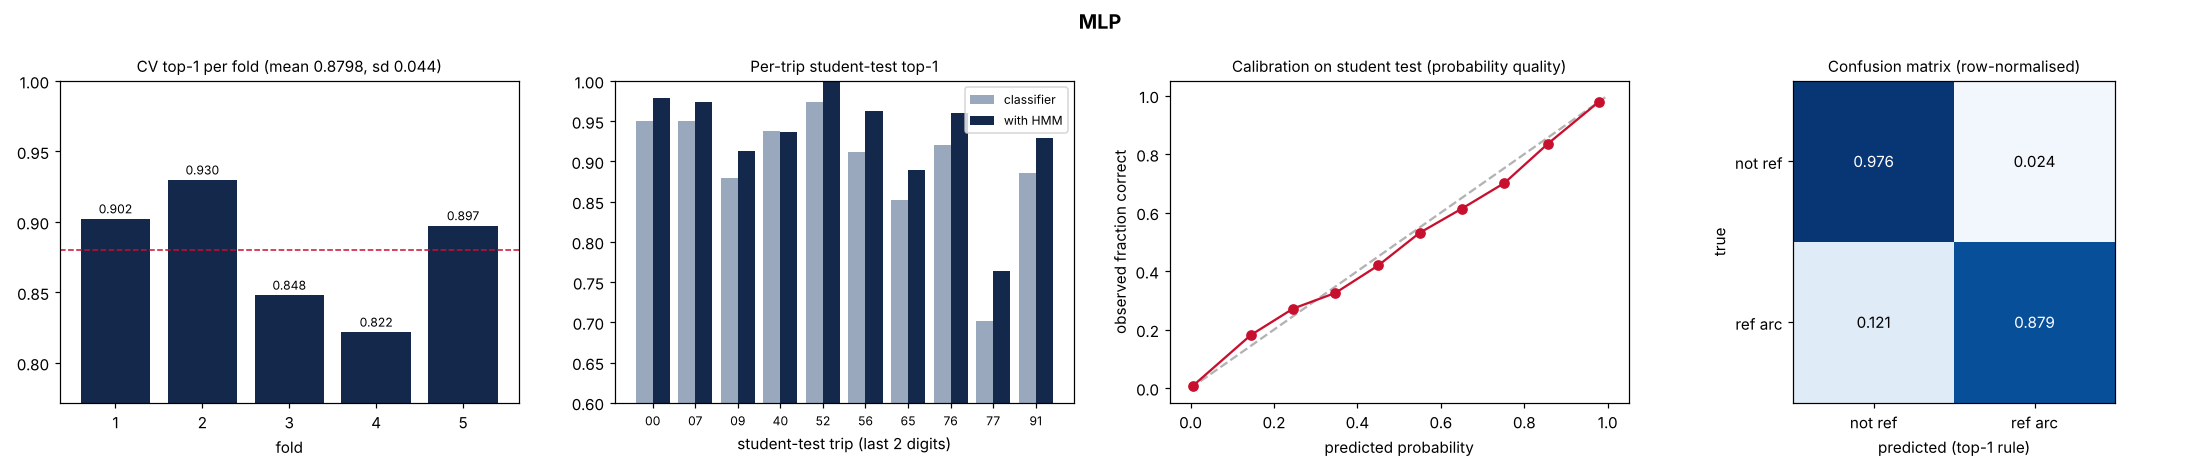 MLP
CV top-1 per fold (mean 0.8798, sd 0.044)
1.00
0.95
0.90
0.85
0.80
0.902
0.930
0.848
0.822
0.897
1 2 3 4 5
fold
Per-trip student-test top-1
1.00
0.95
0.90
0.85
0.80
0.75
0.70
0.65
0.60
classifier
with HMM
00 07 09 40 52 56 65 76 77 91
student-test trip (last 2 digits)
Calibration on student test (probability quality)
observed fraction correct
1.0
0.8
0.6
0.4
0.2
0.0
0.0 0.2 0.4 0.6 0.8 1.0
predicted probability
Confusion matrix (row-normalised)
true
not ref
ref arc
0.976 0.024
0.121 0.879
not ref ref arc
predicted (top-1 rule)